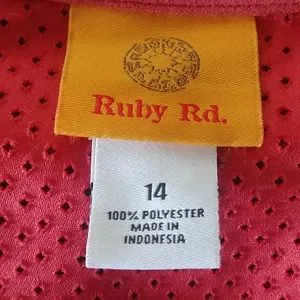 Ruby Rd.
14
100% POLYESTER
MADE IN
INDONESIA